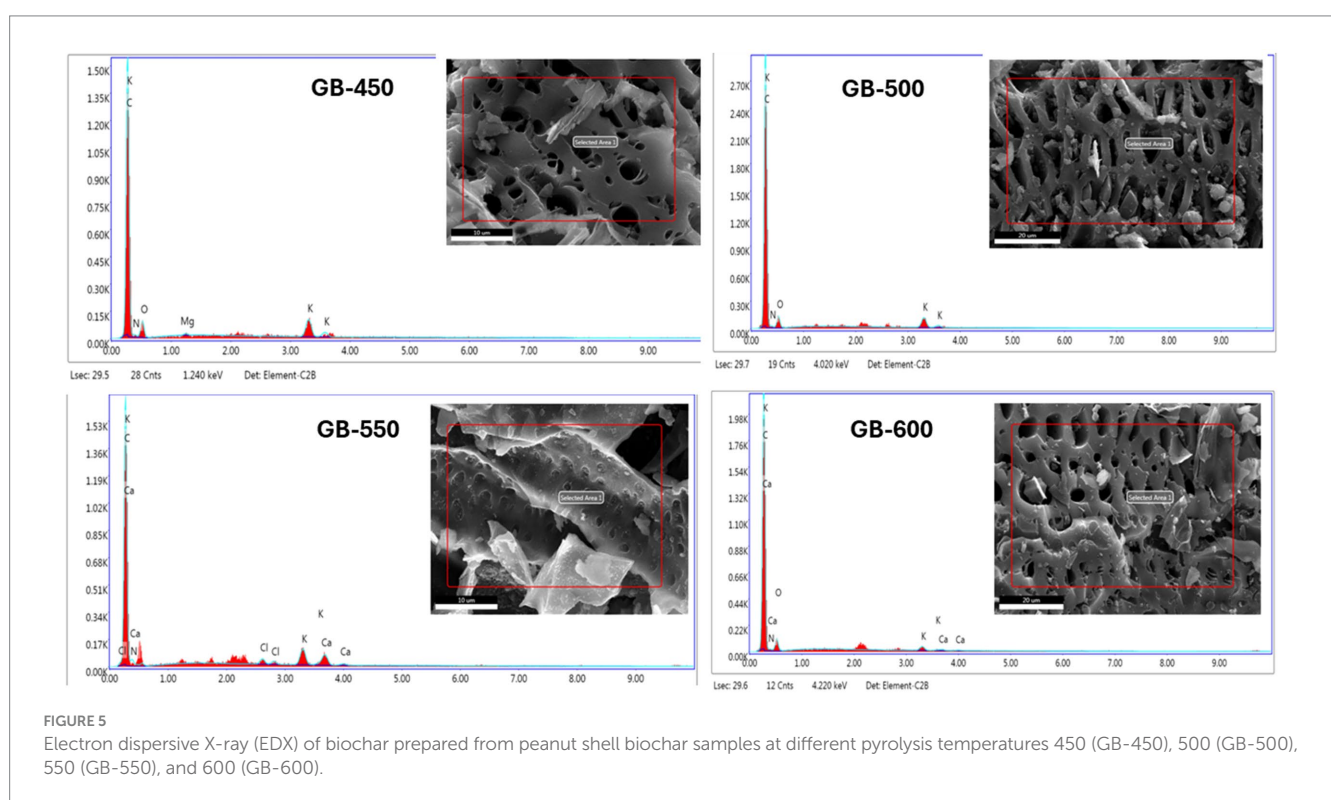 GB-450
1.50K
1.35K
1.20K
1.05K
0.90K
0.75K
0.60K
0.45K
0.30K
0.15K
0.00K
K
C
N
O
Mg
K
K
0.00 1.00 2.00 3.00 4.00 5.00 6.00 7.00 8.00 9.00
Selected Area 1
10 um
Lsec: 29.5 28 Cnts 1.240 keV Det: Element-C2B
GB-500
2.70K
2.40K
2.10K
1.80K
1.50K
1.20K
0.90K
0.60K
0.30K
0.00K
K
C
N
O
K
K
0.00 1.00 2.00 3.00 4.00 5.00 6.00 7.00 8.00 9.00
Selected Area 1
20 um
Lsec: 29.7 19 Cnts 4.020 keV Det: Element-C2B
GB-550
1.53K
1.36K
1.19K
1.02K
0.85K
0.68K
0.51K
0.34K
0.17K
0.00K
K
C
Ca
Ca
Cl N
Cl
Cl
K
K
Ca
Ca
0.00 1.00 2.00 3.00 4.00 5.00 6.00 7.00 8.00 9.00
Selected Area 1
10 um
GB-600
1.98K
1.76K
1.54K
1.32K
1.10K
0.88K
0.66K
0.44K
0.22K
0.00K
K
C
Ca
O
Ca
N
K
K
Ca
Ca
0.00 1.00 2.00 3.00 4.00 5.00 6.00 7.00 8.00 9.00
Selected Area 1
20 um
Lsec: 29.6 12 Cnts 4.220 keV Det: Element-C2B
FIGURE 5
Electron dispersive X-ray (EDX) of biochar prepared from peanut shell biochar samples at different pyrolysis temperatures 450 (GB-450), 500 (GB-500),
550 (GB-550), and 600 (GB-600).